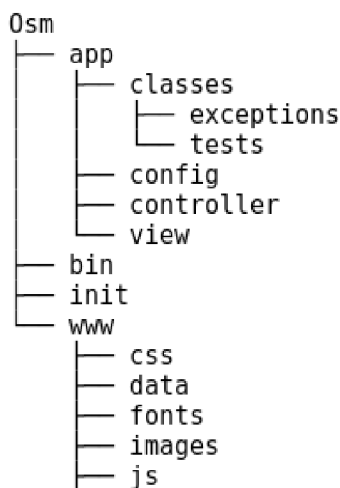 Osm
app
classes
exceptions
tests
config
controller
view
bin
init
www
css
data
fonts
images
js